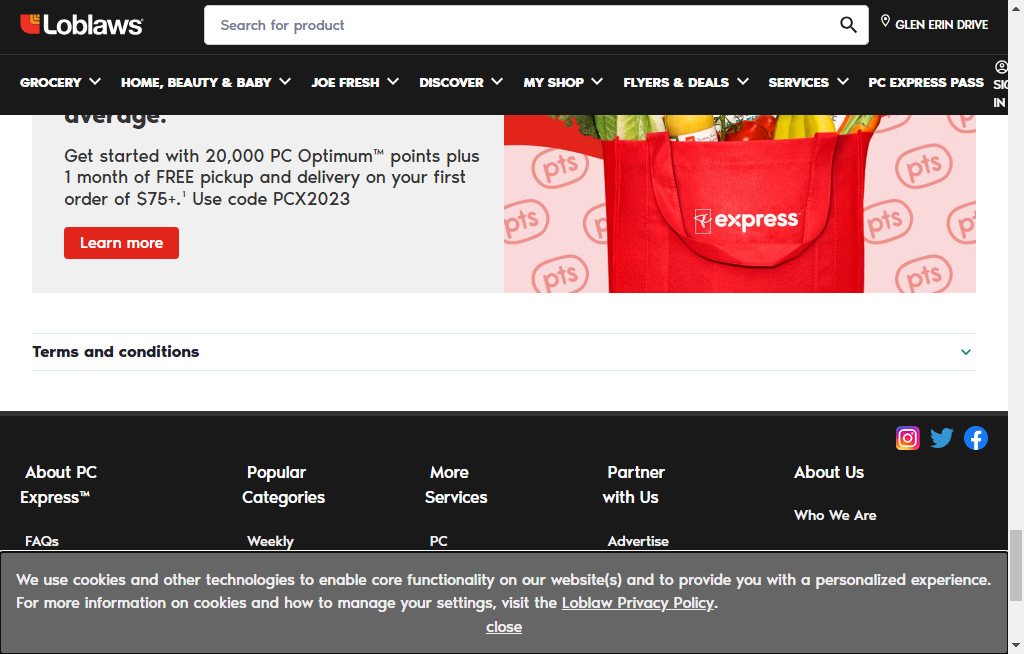 Loblaws
Search for product
GLEN ERIN DRIVE
GROCERY
HOME, BEAUTY & BABY
JOE FRESH
DISCOVER
MY SHOP
FLYERS & DEALS
SERVICES
PC EXPRESS PASS
IN
average.
Get started with 20,000 PC Optimum™ points plus
1 month of FREE pickup and delivery on your first
order of $75+.¹ Use code PCX2023
Learn more
pts
pts
pts
pts
pts
express
Terms and conditions
About PC
Express™
FAQs
Popular
Categories
Weekly
More
Services
PC
Partner
with Us
Advertise
About Us
Who We Are
We use cookies and other technologies to enable core functionality on our website(s) and to provide you with a personalized experience.
For more information on cookies and how to manage your settings, visit the Loblaw Privacy Policy.
close